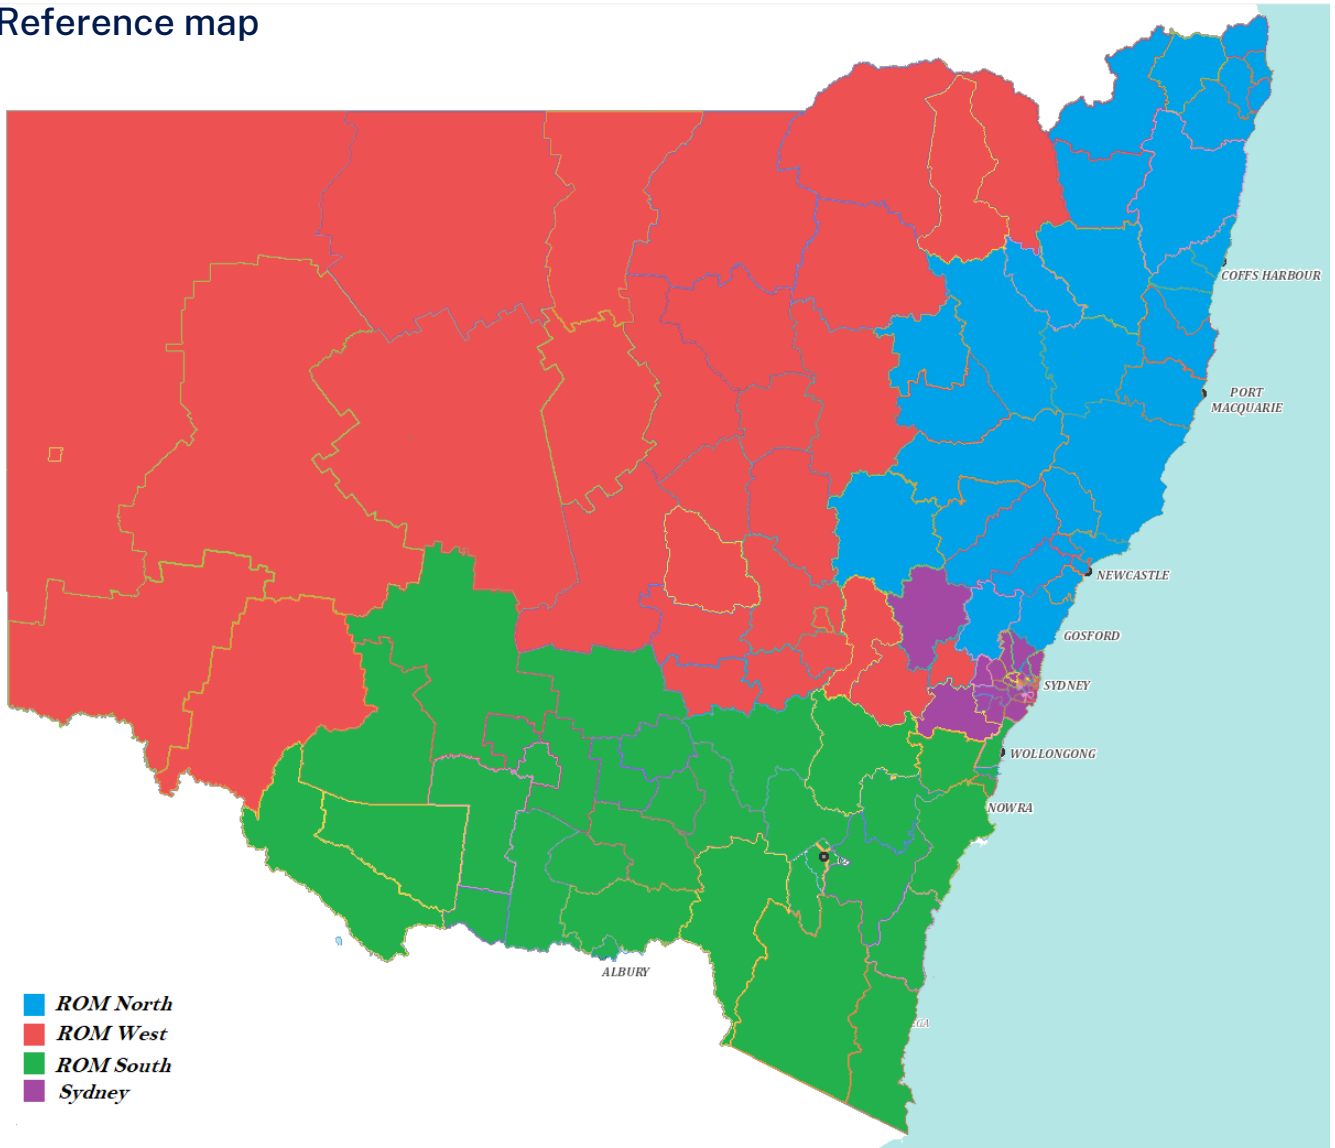 Reference map
COFFS HARBOUR
PORT
MACQUARIE
NEWCASTLE
GOSFORD
SYDNEY
WOLLONGONG
NOWRA
ALBURY
EGA
ROM North
ROM West
ROM South
Sydney